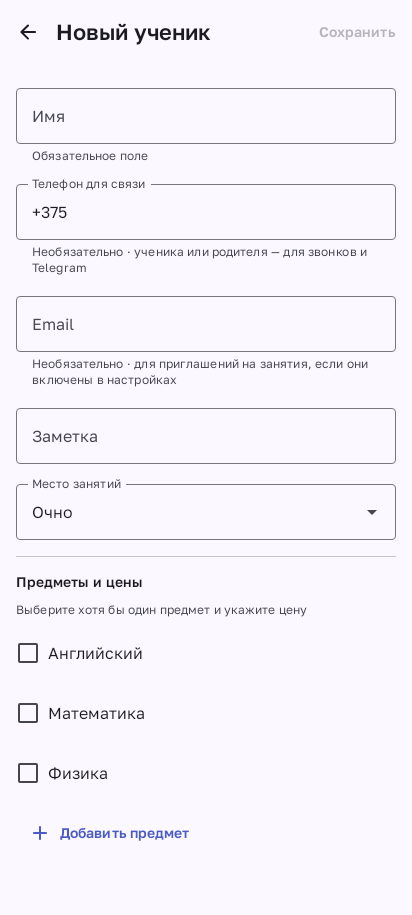 Новый ученик
Сохранить
Имя
Обязательное поле
Телефон для связи
+375
Необязательно · ученика или родителя — для звонков и
Telegram
Email
Необязательно · для приглашений на занятия, если они
включены в настройках
Заметка
Место занятий
Очно
Предметы и цены
Выберите хотя бы один предмет и укажите цену
Английский
Математика
Физика
Добавить предмет